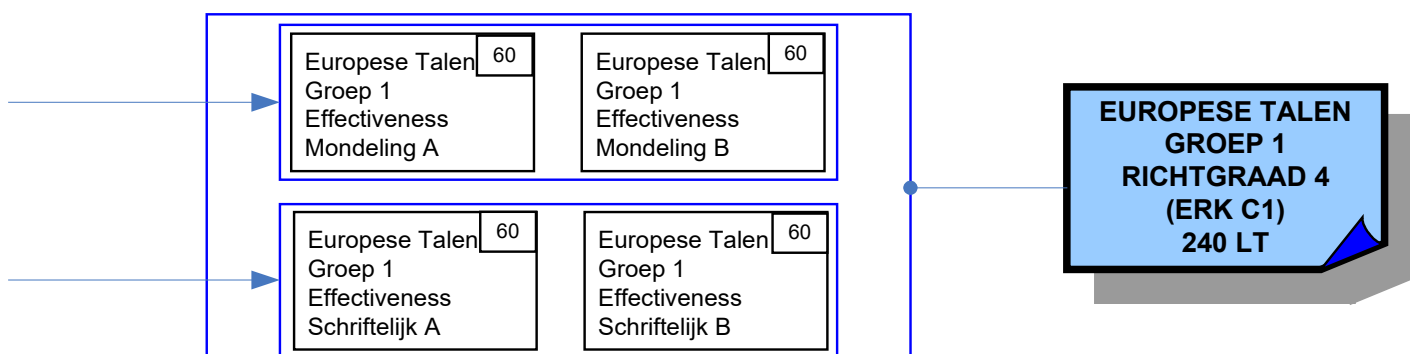 Europese Talen
Groep 1
Effectiveness
Mondeling A
60
Europese Talen
Groep 1
Effectiveness
Mondeling B
60
Europese Talen
Groep 1
Effectiveness
Schriftelijk A
60
Europese Talen
Groep 1
Effectiveness
Schriftelijk B
60
EUROPESE TALEN
GROEP 1
RICHTGRAAD 4
(ERK C1)
240 LT